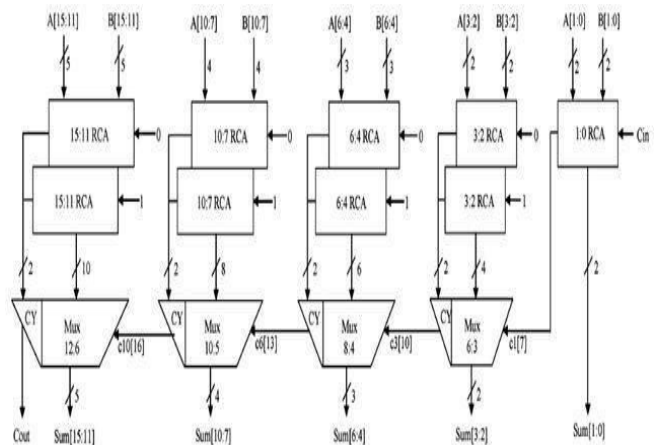 A[15:11] B[15:11] A[10:7] B[10:7] A[6:4] B[6:4] A[3:2] B[3:2] A[1:0] B[1:0]
5 5 4 4 3 3 2 2 2 2
15:11 RCA 0 10:7 RCA 0 6:4 RCA 0 3:2 RCA 0 1:0 RCA Cin
15:11 RCA 1 10:7 RCA 1 6:4 RCA 1 3:2 RCA 1
2 10 2 8 2 6 2 4 2
CY Mux CY Mux CY Mux CY Mux
12:6 c10[16] 10:5 c6[13] 8:4 c3[10] 6:3 c1[7]
5 4 3 2
Cout Sum[15:11] Sum[10:7] Sum[6:4] Sum[3:2] Sum[1:0]